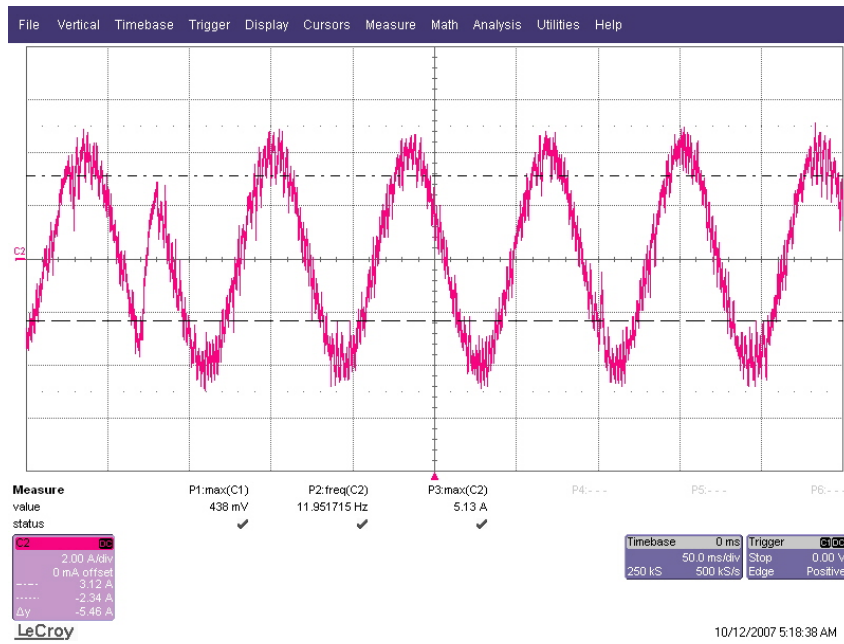 File Vertical Timebase Trigger Display Cursors Measure Math Analysis Utilities Help
C2
Measure P1:max(C1) P2:freq(C2) P3:max(C2) P4:- - - P5:- - - P6:- - -
value 438 mV 11.951715 Hz 5.13 A
status
C2 DC
2.00 A/div
0 mA offset
3.12 A
-2.34 A
Δy -5.46 A
Timebase 0 ms
50.0 ms/div
250 kS 500 kS/s
Trigger C1 DC
Stop 0.00 V
Edge Positive
LeCroy
10/12/2007 5:18:38 AM